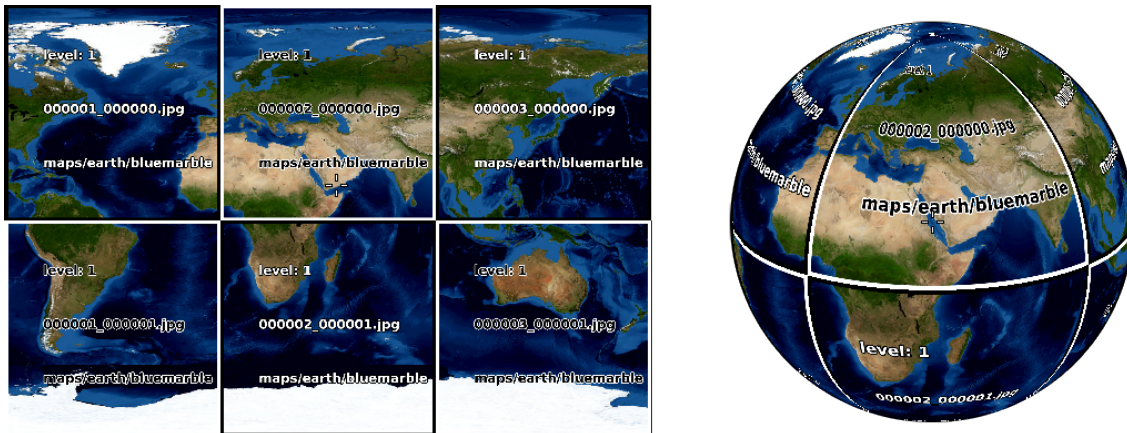 level: 1
000001_000000.jpg
maps/earth/bluemarble
level: 1
000002_000000.jpg
maps/earth/bluemarble
level: 1
000003_000000.jpg
maps/earth/bluemarble
level: 1
000001_000001.jpg
maps/earth/bluemarble
level: 1
000002_000001.jpg
maps/earth/bluemarble
level: 1
000003_000001.jpg
maps/earth/bluemarble
000002_000000.jpg
maps/earth/bluemarble
level: 1
000002_000001.jpg